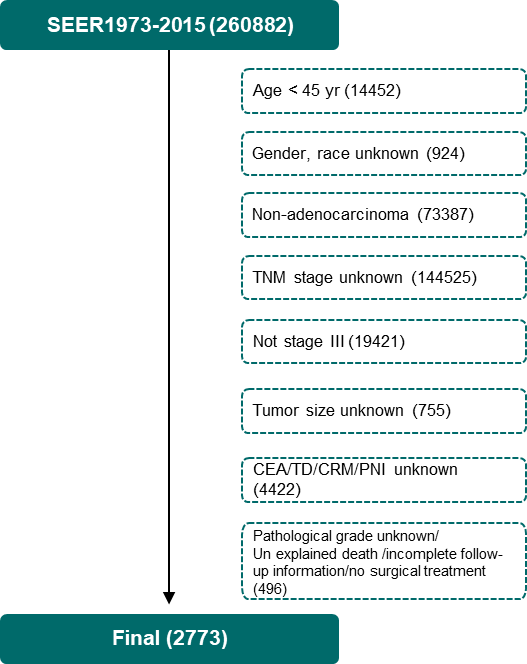 SEER1973-2015 (260882)
Age < 45 yr (14452)
Gender, race unknown (924)
Non-adenocarcinoma (73387)
TNM stage unknown (144525)
Not stage III (19421)
Tumor size unknown (755)
CEA/TD/CRM/PNI unknown
(4422)
Pathological grade unknown/
Un explained death /incomplete follow-
up information/no surgical treatment
(496)
Final (2773)